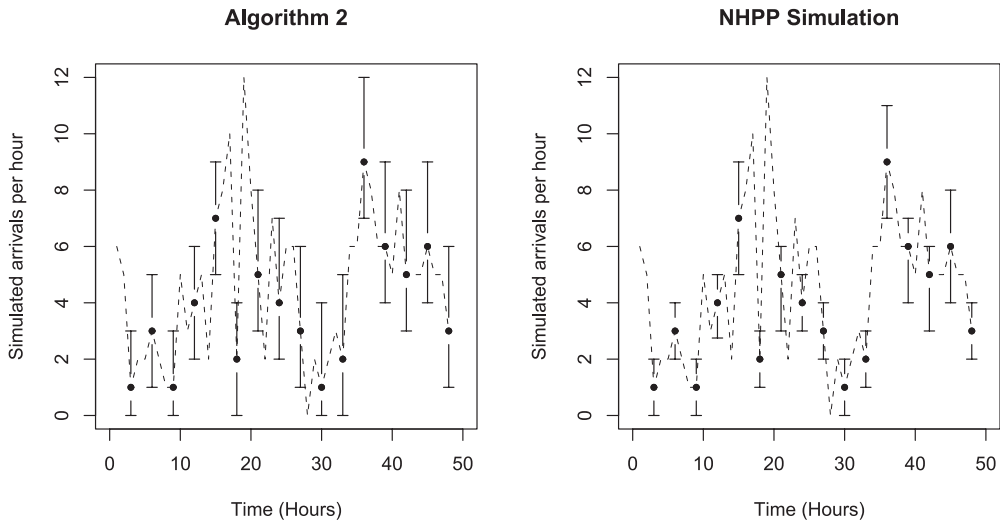 Algorithm 2
Simulated arrivals per hour
12
10
8
6
4
2
0
0 10 20 30 40 50
Time (Hours)
NHPP Simulation
Simulated arrivals per hour
12
10
8
6
4
2
0
0 10 20 30 40 50
Time (Hours)